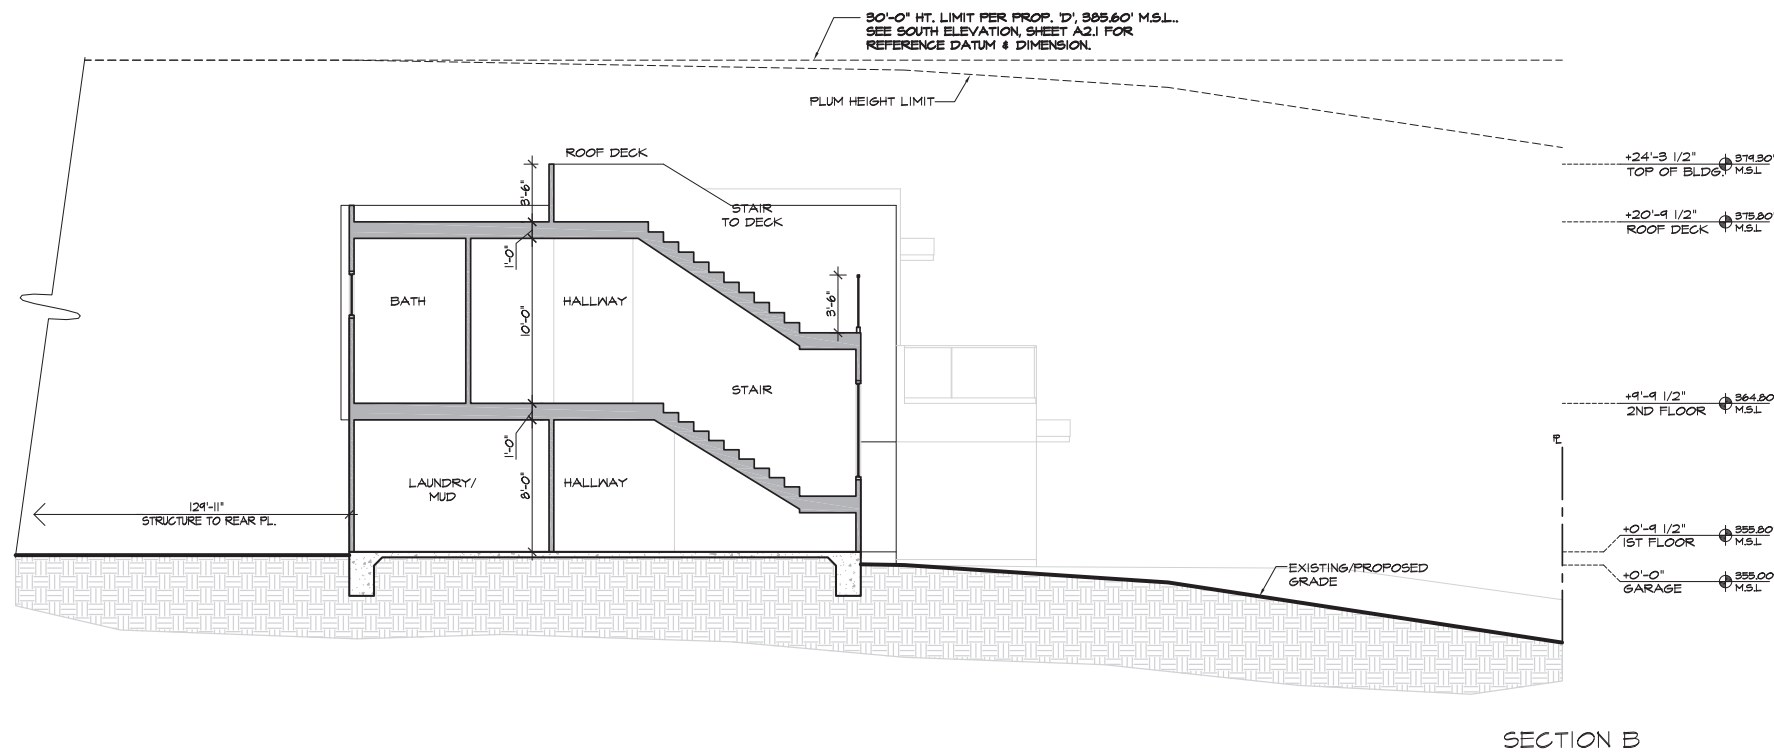 30'-0" HT. LIMIT PER PROP. 'D', 385.60' M.S.L..
SEE SOUTH ELEVATION, SHEET A2.1 FOR
REFERENCE DATUM & DIMENSION.
PLUM HEIGHT LIMIT
ROOF DECK
3'-6"
STAIR
TO DECK
+24'-3 1/2"
TOP OF BLDG.
379.30'
M.S.L
+20'-9 1/2"
ROOF DECK
375.80'
M.S.L
1'-0"
BATH
HALLWAY
10'-0"
3'-6"
STAIR
+9'-9 1/2"
2ND FLOOR
364.80
M.S.L
1'-0"
PL
LAUNDRY/
MUD
8'-0"
HALLWAY
129'-11"
STRUCTURE TO REAR PL.
+0'-9 1/2"
1ST FLOOR
355.80
M.S.L
EXISTING/PROPOSED
GRADE
+0'-0"
GARAGE
355.00
M.S.L
SECTION B